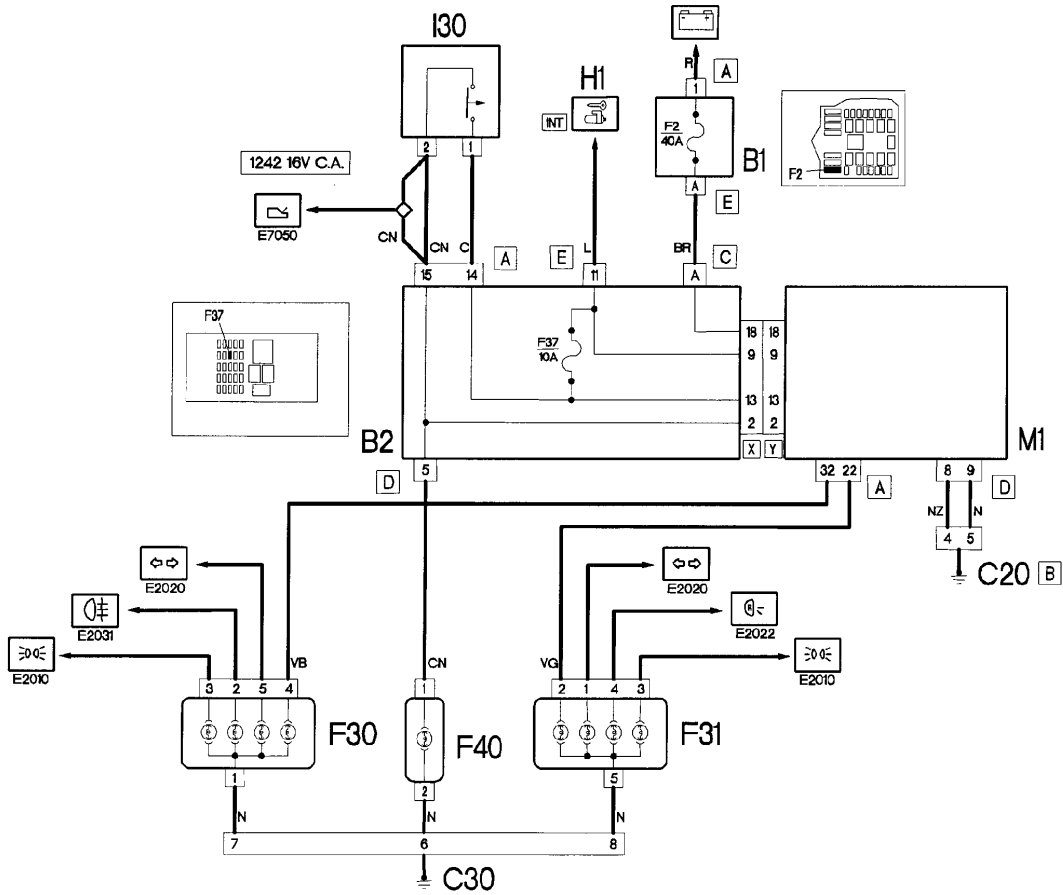 I30
H1
INT
R
A
1
F2
40A
B1
F2
A
E
2 1
1242 16V C.A.
E7050
CN
CN
C
A
E
L
BR
C
15 14
11
A
F37
F37
10A
18 18
9 9
13 13
2 2
X Y
B2
M1
D
5
32 22
A
8 9
D
NZ
N
4 5
C20
B
E2020
E2020
E2031
E2022
E2010
E2010
VB
CN
VG
3 2 5 4
1
2 1 4 3
F30
F40
F31
1
2
5
N
N
N
7 6 8
C30